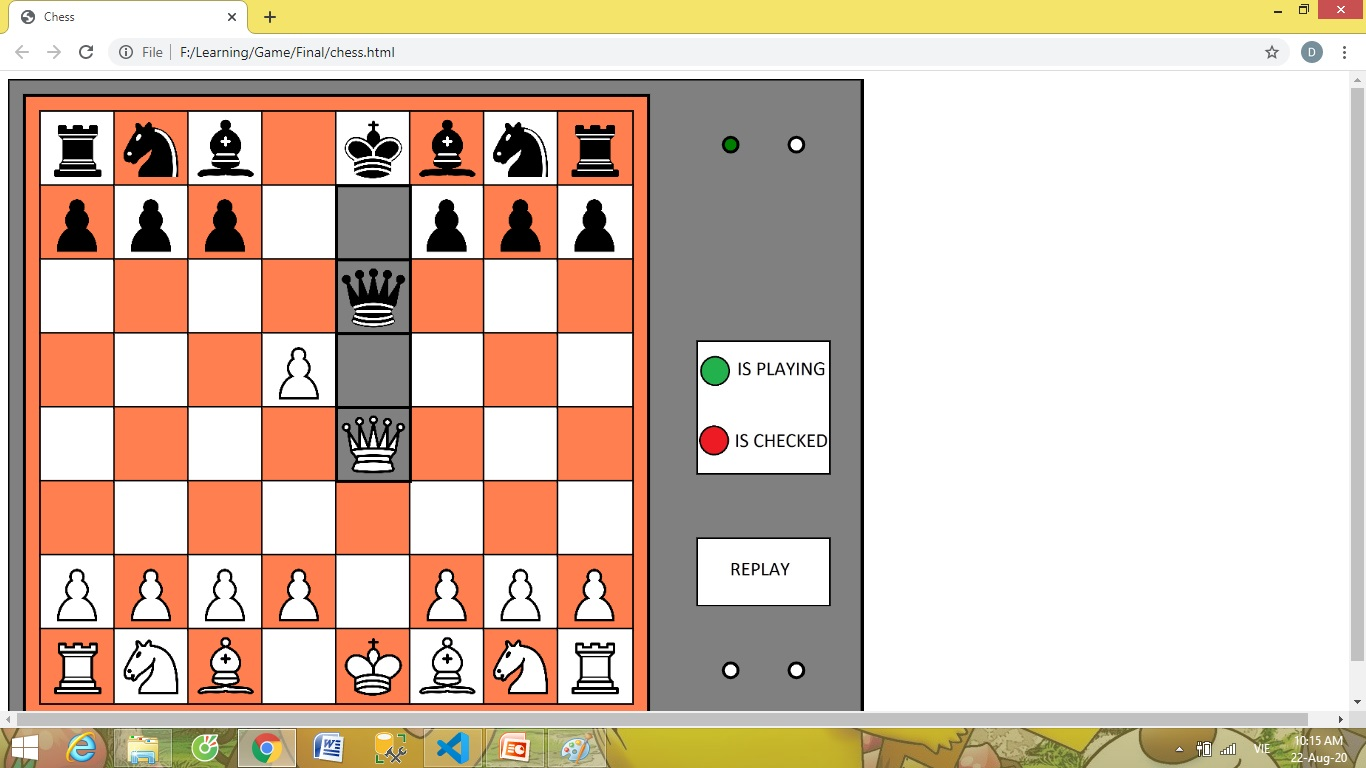 Chess
File
F:/Learning/Game/Final/chess.html
D
IS PLAYING
IS CHECKED
REPLAY
VIE
10:15 AM
22-Aug-20